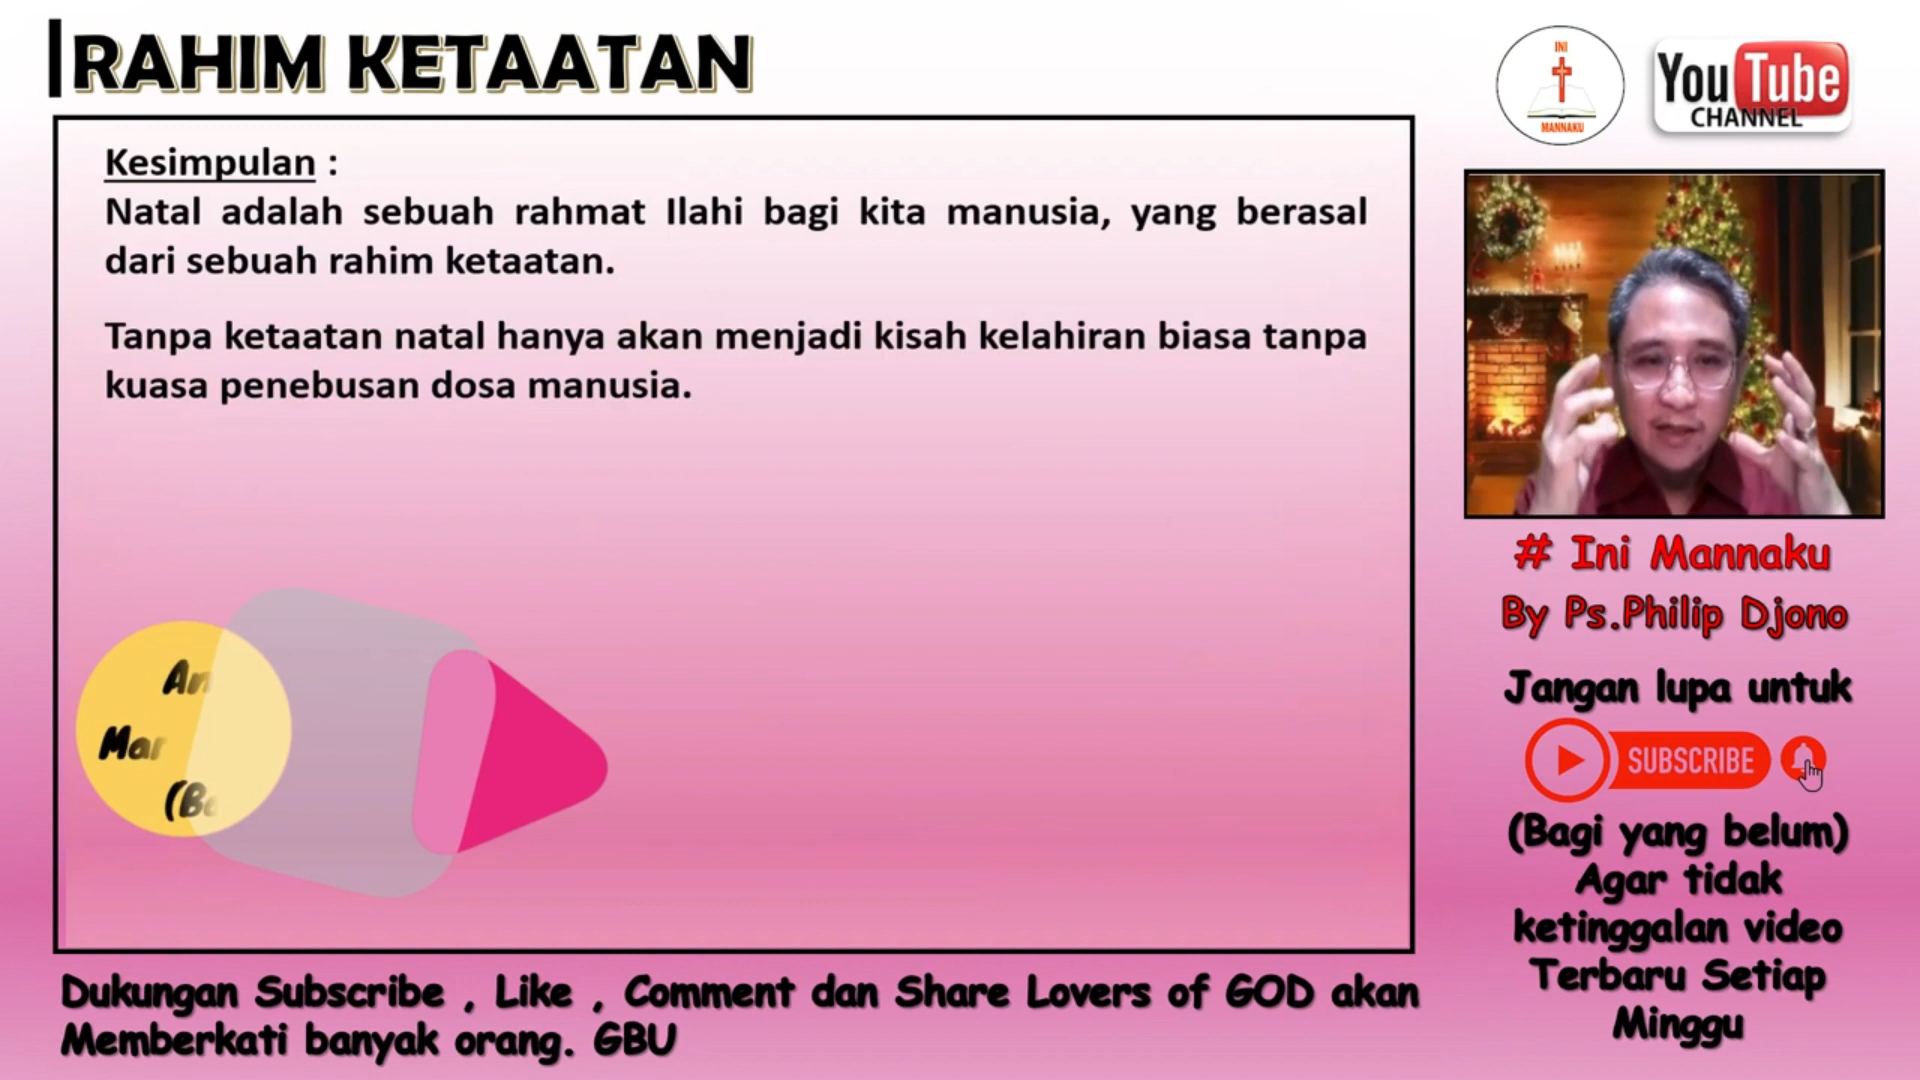 RAHIM KETAATAN
Kesimpulan :
Natal adalah sebuah rahmat Ilahi bagi kita manusia, yang berasal
dari sebuah rahim ketaatan.
Tanpa ketaatan natal hanya akan menjadi kisah kelahiran biasa tanpa
kuasa penebusan dosa manusia.
Dukungan Subscribe , Like , Comment dan Share Lovers of GOD akan
Memberkati banyak orang. GBU
INI
MANNAKU
YouTube
CHANNEL
# Ini Mannaku
By Ps.Philip Djono
Jangan lupa untuk
SUBSCRIBE
(Bagi yang belum)
Agar tidak
ketinggalan video
Terbaru Setiap
Minggu